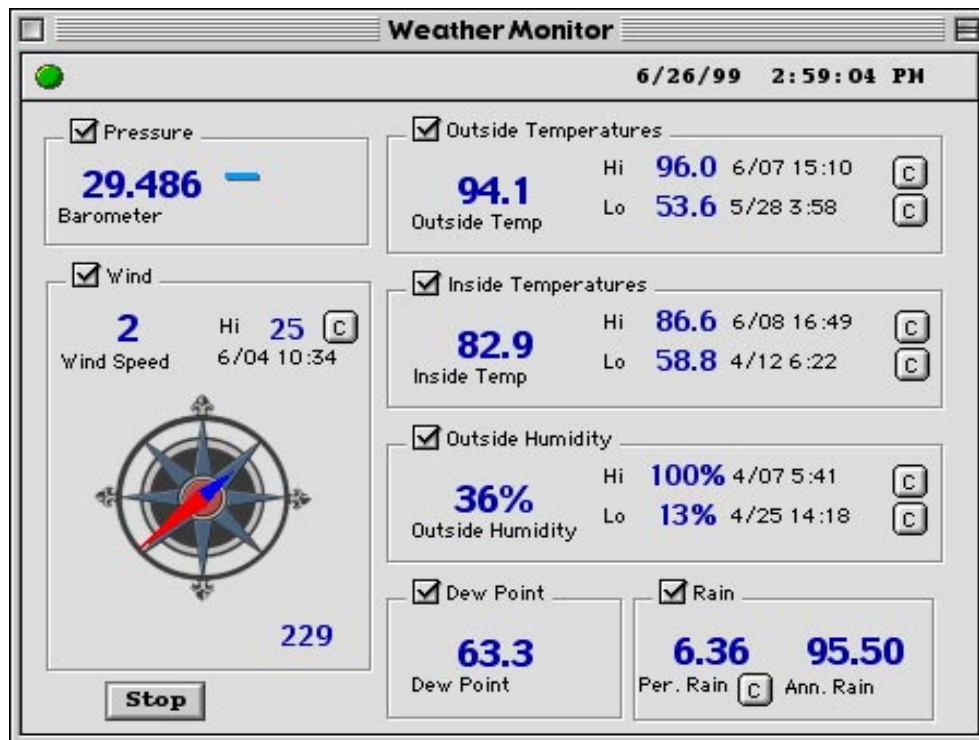 Weather Monitor
6/26/99 2:59:04 PM
Pressure
29.486
Barometer
Wind
2
Wind Speed
Hi 25 C
6/04 10:34
229
Stop
Outside Temperatures
94.1
Outside Temp
Hi 96.0 6/07 15:10 C
Lo 53.6 5/28 3:58 C
Inside Temperatures
82.9
Inside Temp
Hi 86.6 6/08 16:49 C
Lo 58.8 4/12 6:22 C
Outside Humidity
36%
Outside Humidity
Hi 100% 4/07 5:41 C
Lo 13% 4/25 14:18 C
Dew Point
63.3
Dew Point
Rain
6.36 95.50
Per. Rain C Ann. Rain